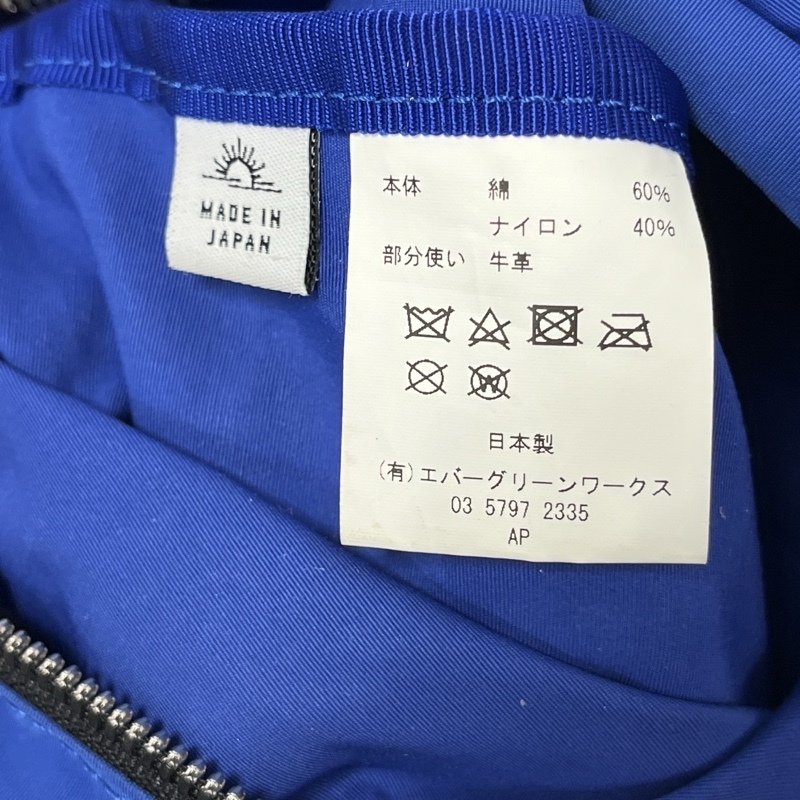 MADE IN
JAPAN
本体 綿 60%
ナイロン 40%
部分使い 牛革
W
日本製
(有)エバーグリーンワークス
03 5797 2335
AP